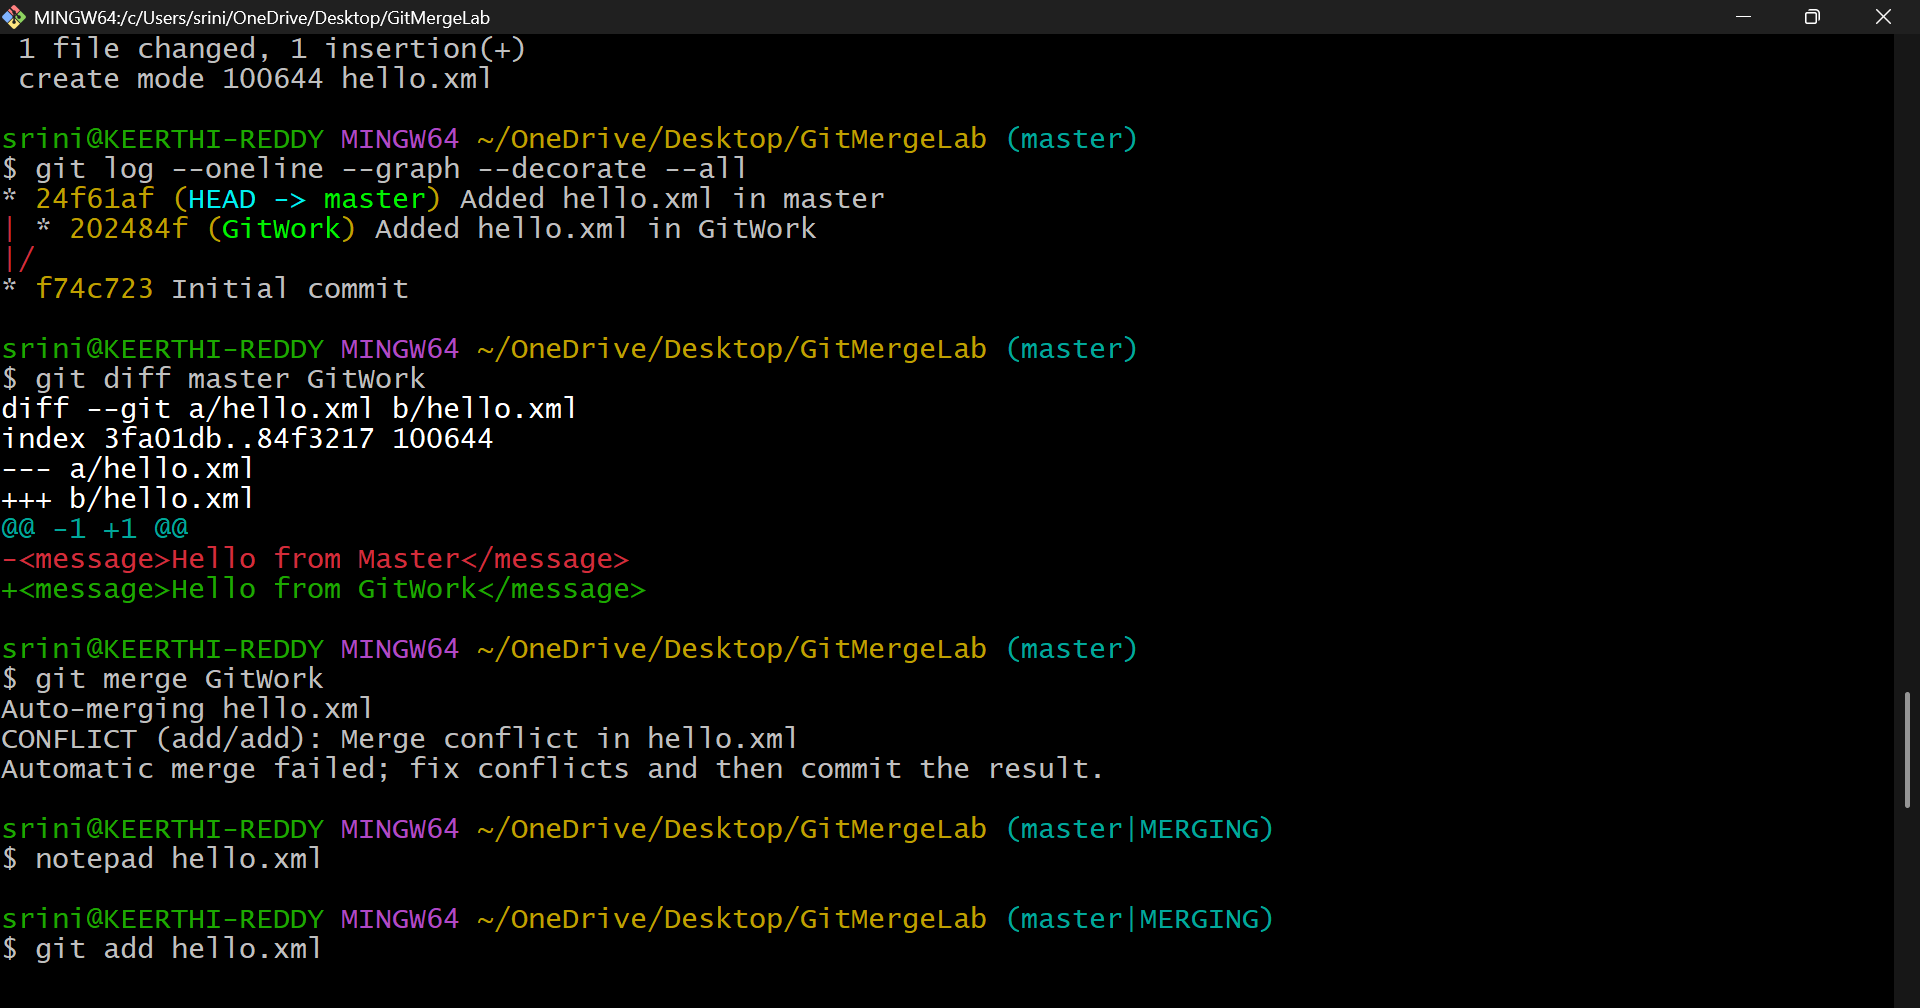 MINGW64:/c/Users/srini/OneDrive/Desktop/GitMergeLab
 1 file changed, 1 insertion(+)
 create mode 100644 hello.xml

srini@KEERTHI-REDDY MINGW64 ~/OneDrive/Desktop/GitMergeLab (master)
$ git log --oneline --graph --decorate --all
* 24f61af (HEAD -> master) Added hello.xml in master
| * 202484f (GitWork) Added hello.xml in GitWork
|/
* f74c723 Initial commit

srini@KEERTHI-REDDY MINGW64 ~/OneDrive/Desktop/GitMergeLab (master)
$ git diff master GitWork
diff --git a/hello.xml b/hello.xml
index 3fa01db..84f3217 100644
--- a/hello.xml
+++ b/hello.xml
@@ -1 +1 @@
-<message>Hello from Master</message>
+<message>Hello from GitWork</message>

srini@KEERTHI-REDDY MINGW64 ~/OneDrive/Desktop/GitMergeLab (master)
$ git merge GitWork
Auto-merging hello.xml
CONFLICT (add/add): Merge conflict in hello.xml
Automatic merge failed; fix conflicts and then commit the result.

srini@KEERTHI-REDDY MINGW64 ~/OneDrive/Desktop/GitMergeLab (master|MERGING)
$ notepad hello.xml

srini@KEERTHI-REDDY MINGW64 ~/OneDrive/Desktop/GitMergeLab (master|MERGING)
$ git add hello.xml